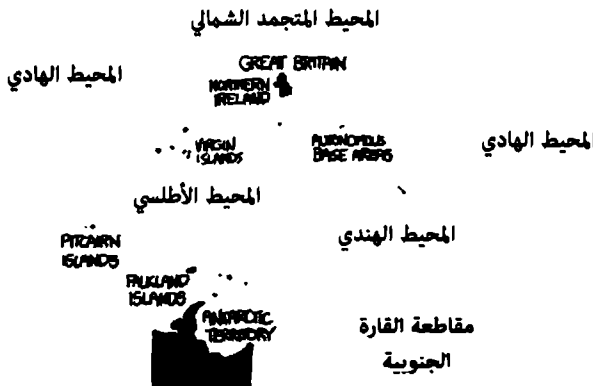 المحيط المتجمد الشمالي
GREAT BRITAIN
المحيط الهادي
NORTHERN
IRELAND
VIRGIN
ISLANDS
AUTONOMOUS
BASE AREAS
المحيط الهادي
المحيط الأطلسي
PITCAIRN
ISLANDS
المحيط الهندي
FALKLAND
ISLANDS
ANTARCTIC
TERRITORY
مقاطعة القارة
الجنوبية